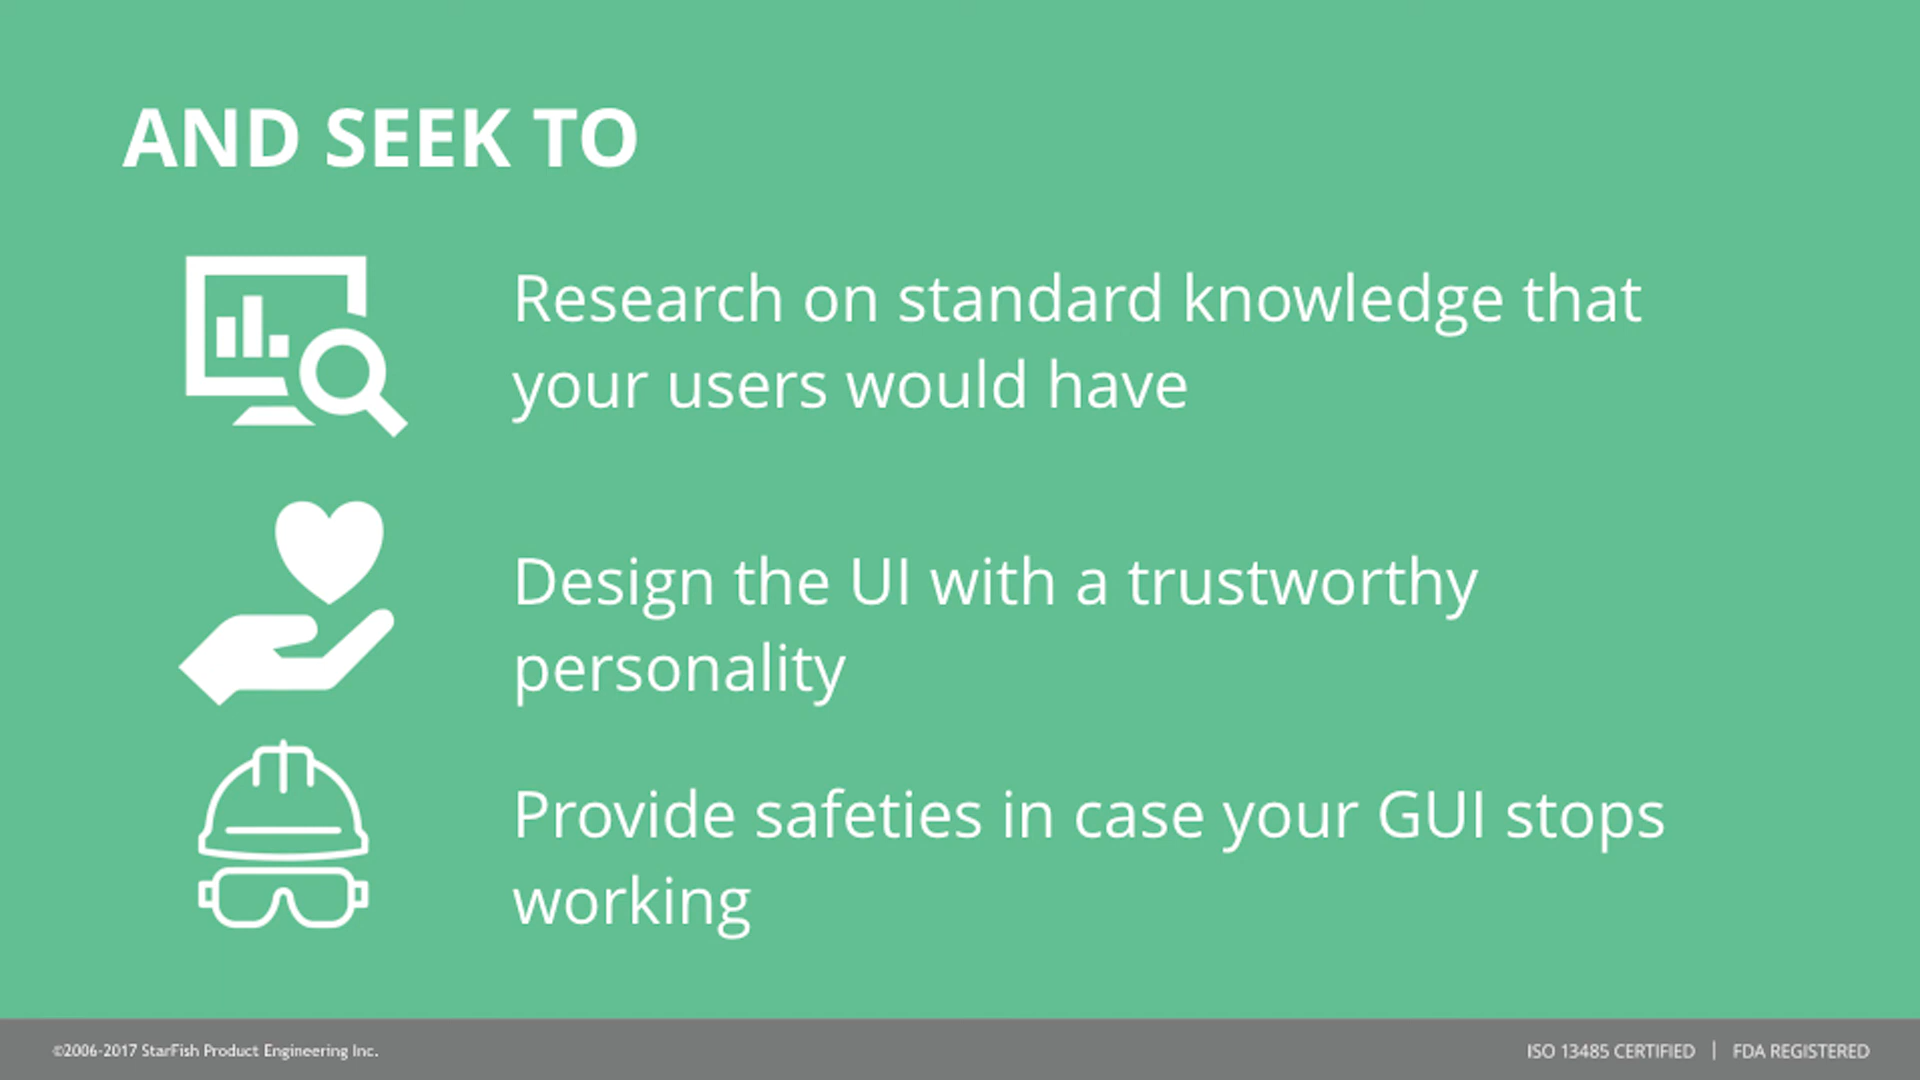 AND SEEK TO
Research on standard knowledge that
your users would have
Design the UI with a trustworthy
personality
Provide safeties in case your GUI stops
working
©2006-2017 StarFish Product Engineering Inc.
ISO 13485 CERTIFIED | FDA REGISTERED